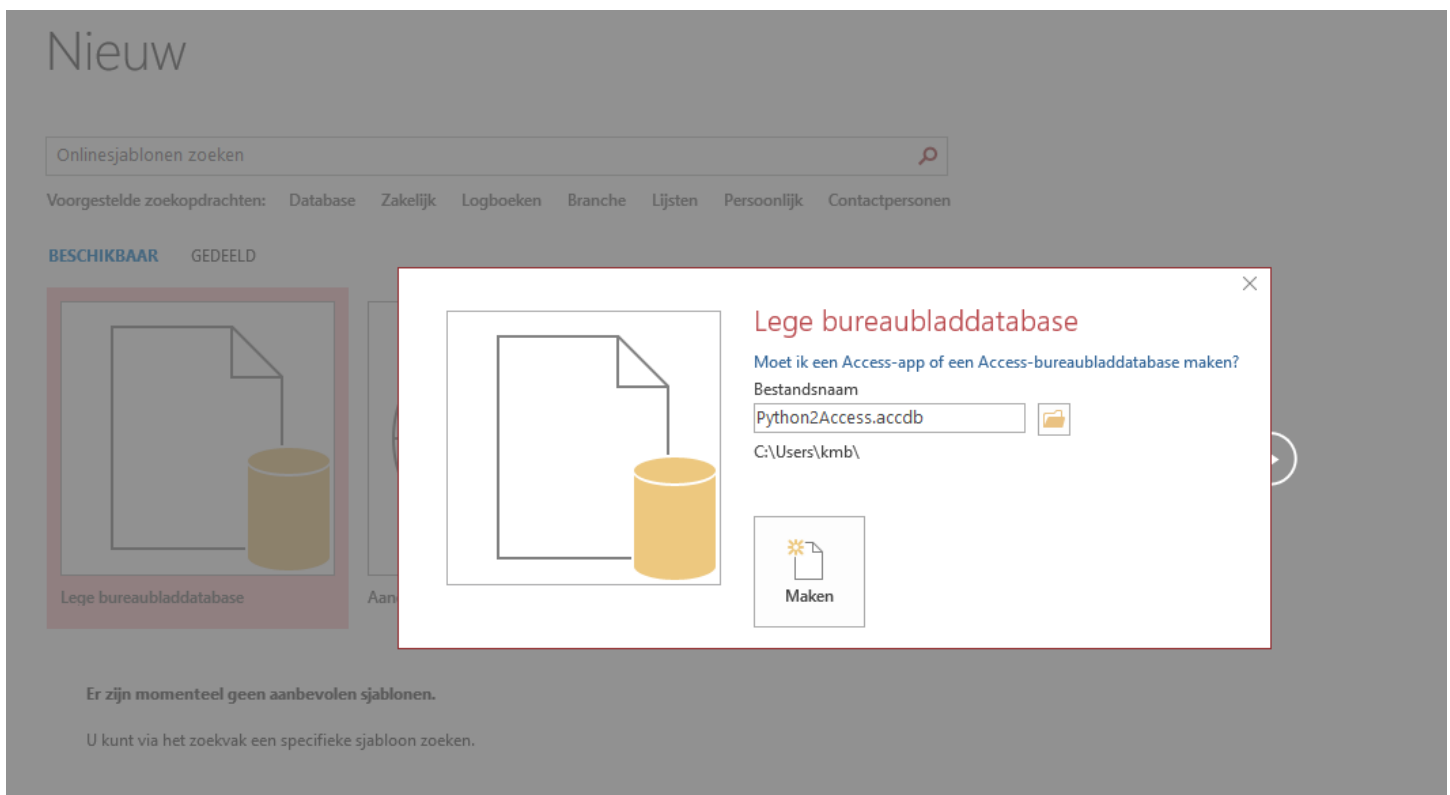 Nieuw
Onlinesjablonen zoeken
Voorgestelde zoekopdrachten: Database Zakelijk Logboeken Branche Lijsten Persoonlijk Contactpersonen
BESCHIKBAAR GEDEELD
Lege bureaubladdatabase
Moet ik een Access-app of een Access-bureaubladdatabase maken?
Bestandsnaam
Python2Access.accdb
C:\Users\kmb\
Maken
Lege bureaubladdatabase
Aan
Er zijn momenteel geen aanbevolen sjablonen.
U kunt via het zoekvak een specifieke sjabloon zoeken.